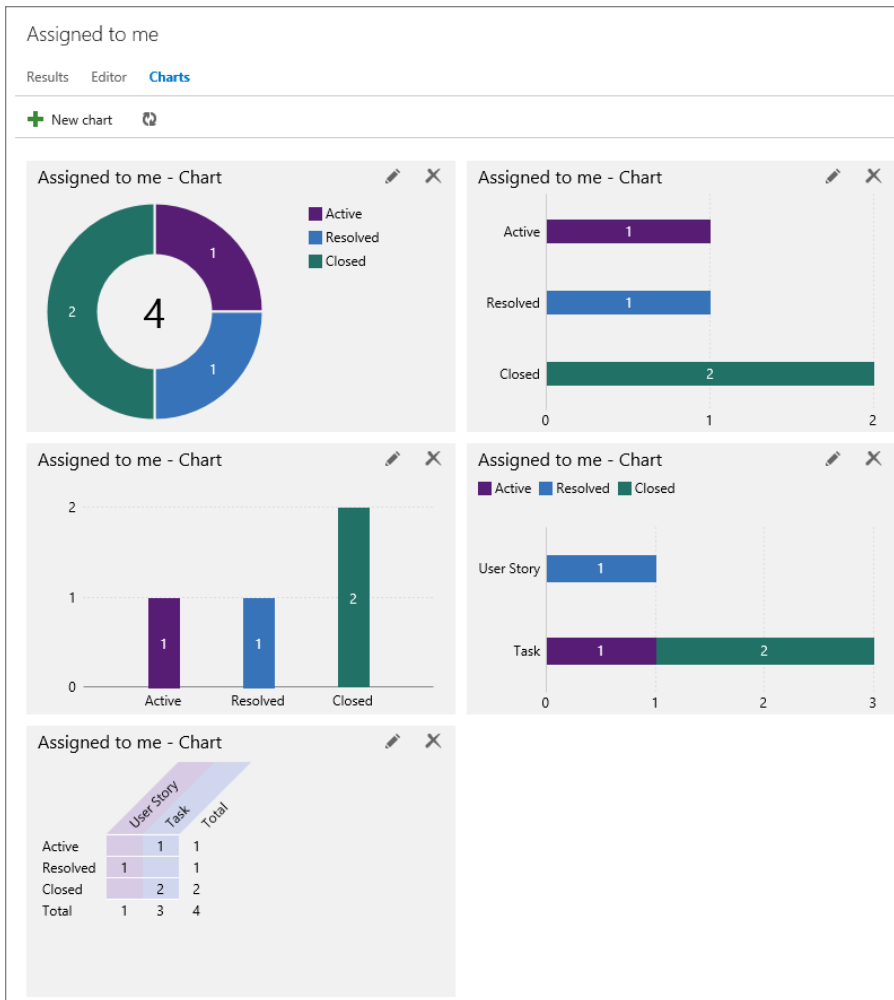 Assigned to me
Results Editor Charts
New chart
Assigned to me - Chart
Active
Resolved
Closed
1
2
4
1
Assigned to me - Chart
Active 1
Resolved 1
Closed 2
0 1 2
Assigned to me - Chart
2
1
0
1 1 2
Active Resolved Closed
Assigned to me - Chart
Active Resolved Closed
User Story 1
Task 1 2
0 1 2 3
Assigned to me - Chart
User Story Task Total
Active 1 1
Resolved 1 1
Closed 2 2
Total 1 3 4